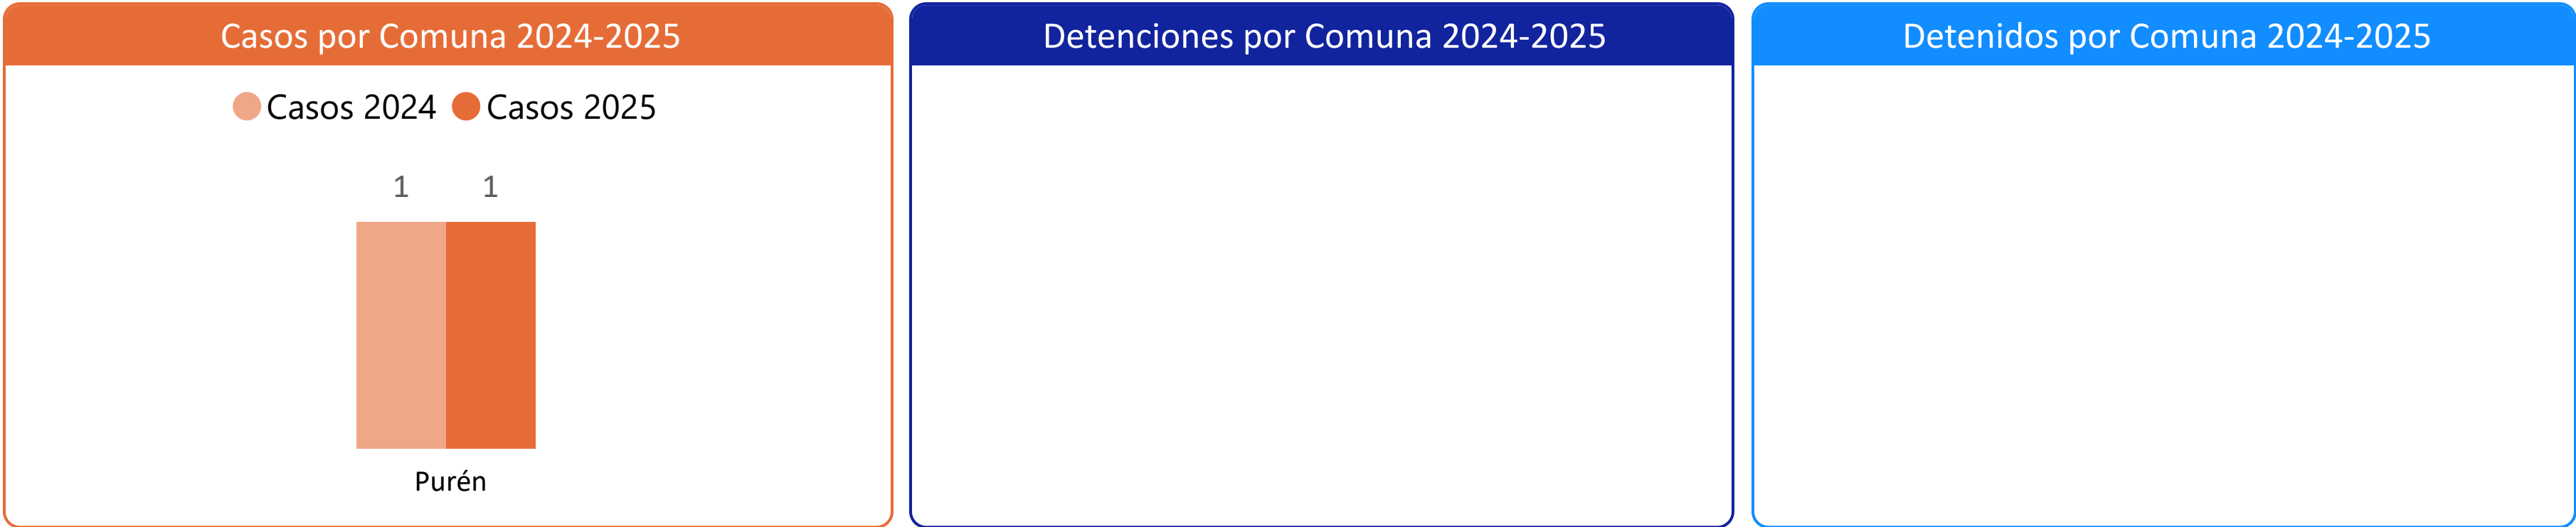 Casos por Comuna 2024-2025
Casos 2024 Casos 2025
1 1
Purén
Detenciones por Comuna 2024-2025
Detenidos por Comuna 2024-2025